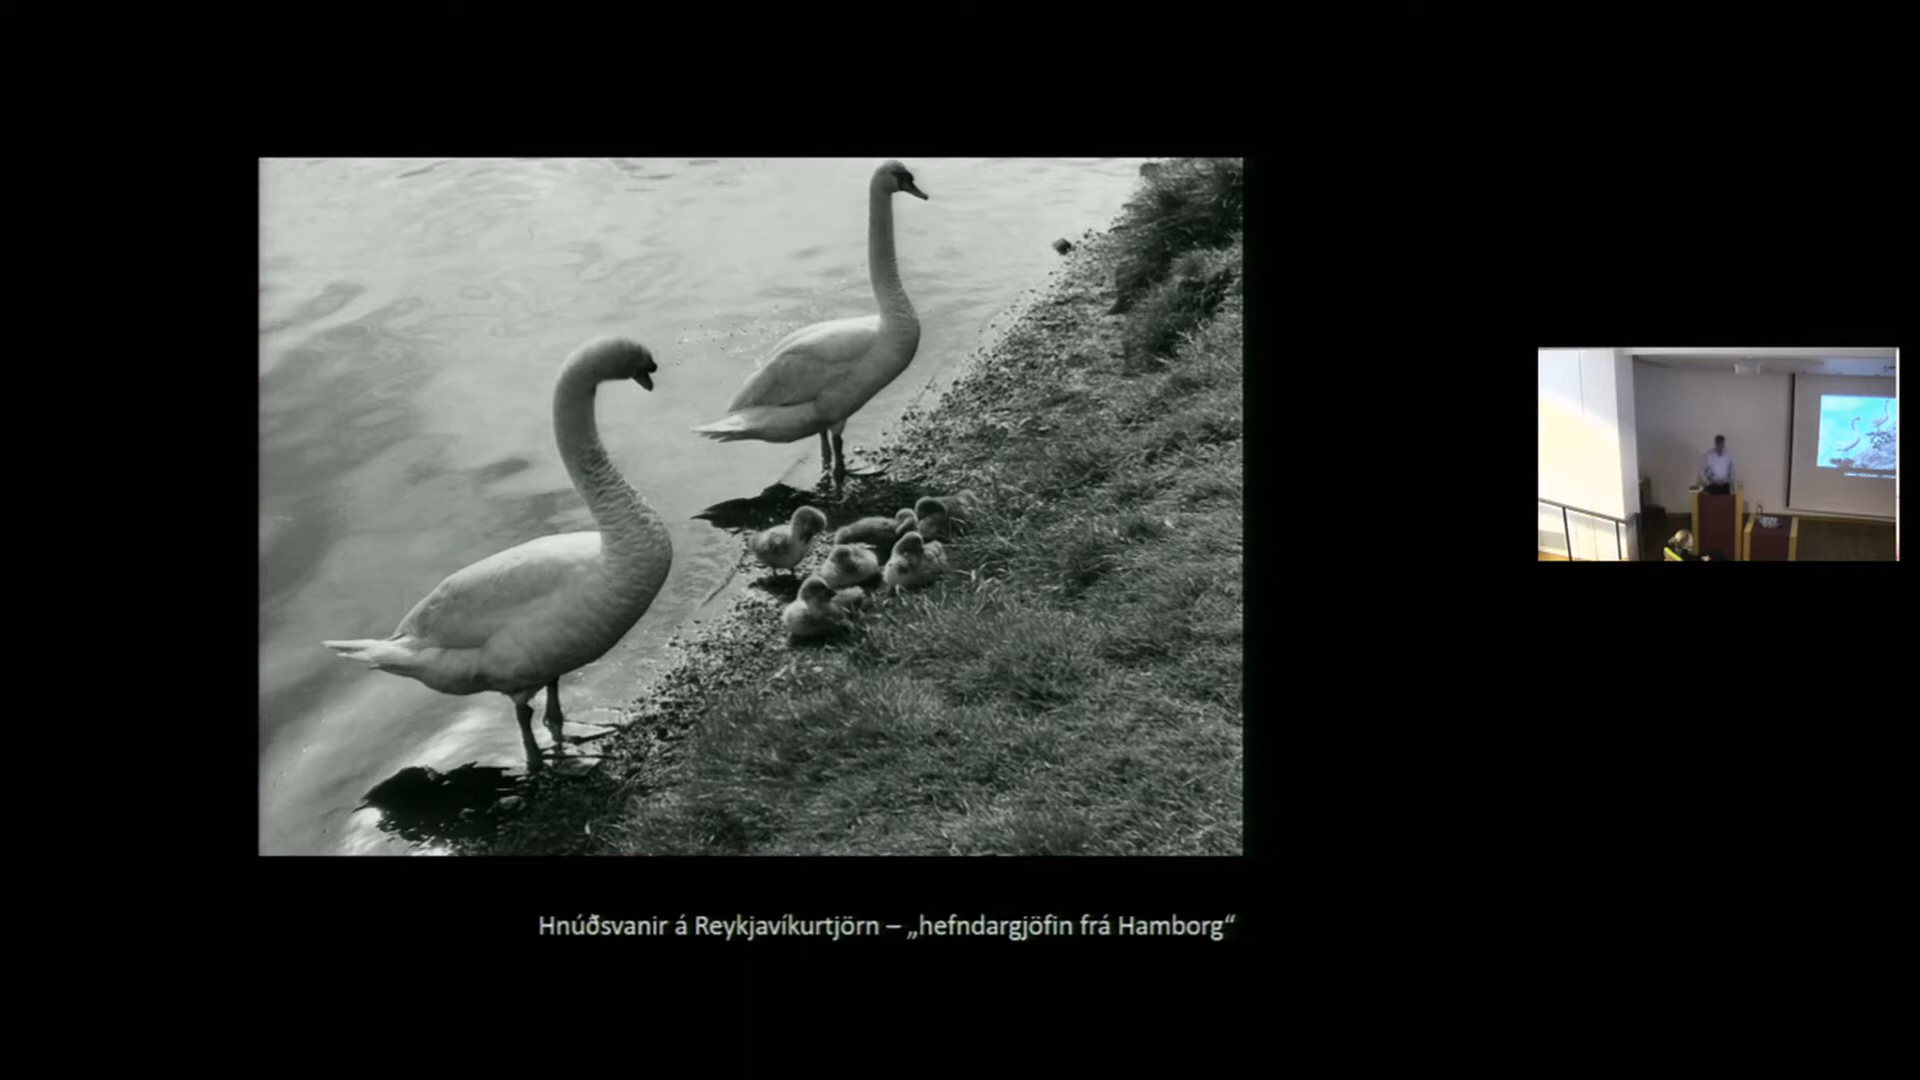 Hnúðsvanir á Reykjavíkurtjörn – „hefndargjöfin frá Hamborg“